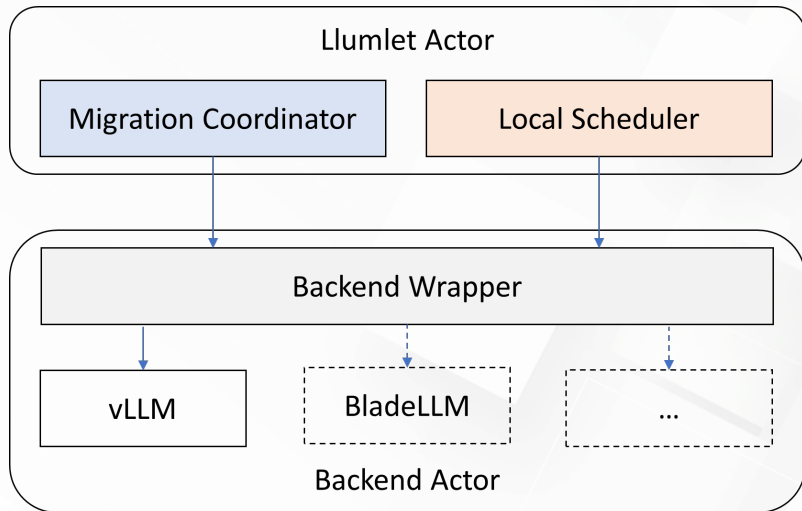 Llumlet Actor
Migration Coordinator
Local Scheduler
Backend Wrapper
vLLM
BladeLLM
...
Backend Actor